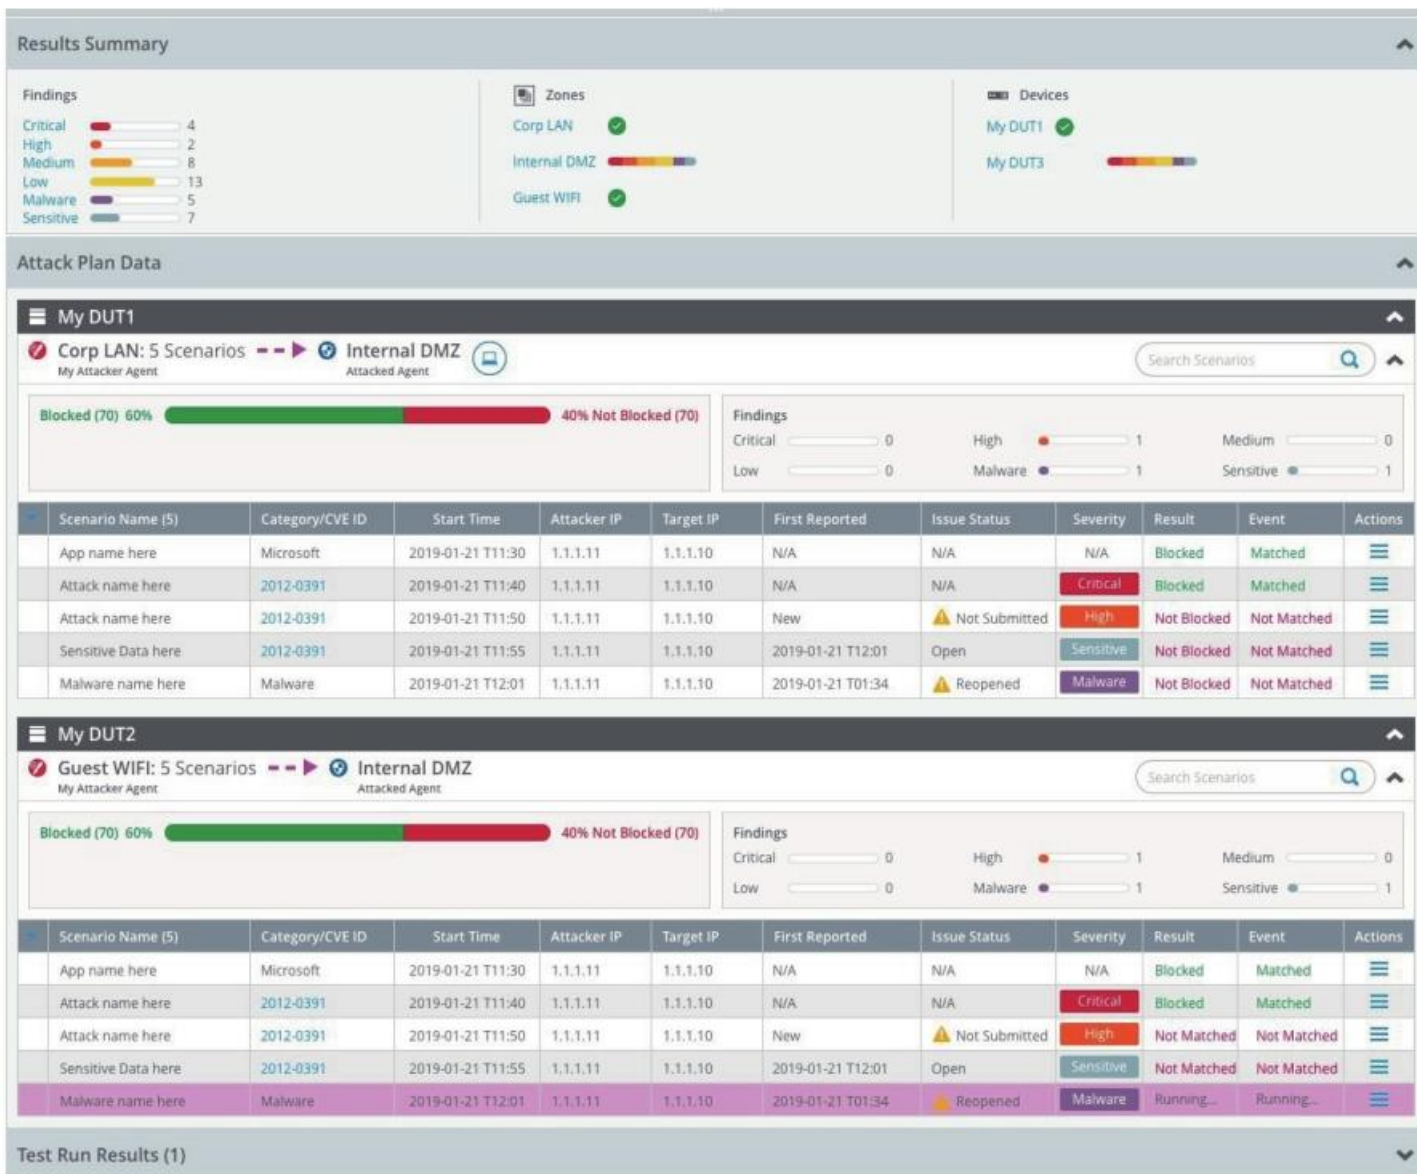 Results Summary
Findings
Critical 4
High 2
Medium 8
Low 13
Malware 5
Sensitive 7
Zones
Corp LAN
Internal DMZ
Guest WIFI
Devices
My DUT1
My DUT3
Attack Plan Data
My DUT1
Corp LAN: 5 Scenarios Internal DMZ
My Attacker Agent Attacked Agent
Search Scenarios
Blocked (70) 60% 40% Not Blocked (70)
Findings
Critical 0 High 1 Medium 0
Low 0 Malware 1 Sensitive 1
Scenario Name (5) Category/CVE ID Start Time Attacker IP Target IP First Reported Issue Status Severity Result Event Actions
App name here Microsoft 2019-01-21 T11:30 1.1.1.11 1.1.1.10 N/A N/A N/A Blocked Matched
Attack name here 2012-0391 2019-01-21 T11:40 1.1.1.11 1.1.1.10 N/A N/A Critical Blocked Matched
Attack name here 2012-0391 2019-01-21 T11:50 1.1.1.11 1.1.1.10 New Not Submitted High Not Blocked Not Matched
Sensitive Data here 2012-0391 2019-01-21 T11:55 1.1.1.11 1.1.1.10 2019-01-21 T12:01 Open Sensitive Not Blocked Not Matched
Malware name here Malware 2019-01-21 T12:01 1.1.1.11 1.1.1.10 2019-01-21 T01:34 Reopened Malware Not Blocked Not Matched
My DUT2
Guest WIFI: 5 Scenarios Internal DMZ
My Attacker Agent Attacked Agent
Search Scenarios
Blocked (70) 60% 40% Not Blocked (70)
Findings
Critical 0 High 1 Medium 0
Low 0 Malware 1 Sensitive 1
Scenario Name (5) Category/CVE ID Start Time Attacker IP Target IP First Reported Issue Status Severity Result Event Actions
App name here Microsoft 2019-01-21 T11:30 1.1.1.11 1.1.1.10 N/A N/A N/A Blocked Matched
Attack name here 2012-0391 2019-01-21 T11:40 1.1.1.11 1.1.1.10 N/A N/A Critical Blocked Matched
Attack name here 2012-0391 2019-01-21 T11:50 1.1.1.11 1.1.1.10 New Not Submitted High Not Matched Not Matched
Sensitive Data here 2012-0391 2019-01-21 T11:55 1.1.1.11 1.1.1.10 2019-01-21 T12:01 Open Sensitive Not Matched Not Matched
Malware name here Malware 2019-01-21 T12:01 1.1.1.11 1.1.1.10 2019-01-21 T01:34 Reopened Malware Running... Running...
Test Run Results (1)